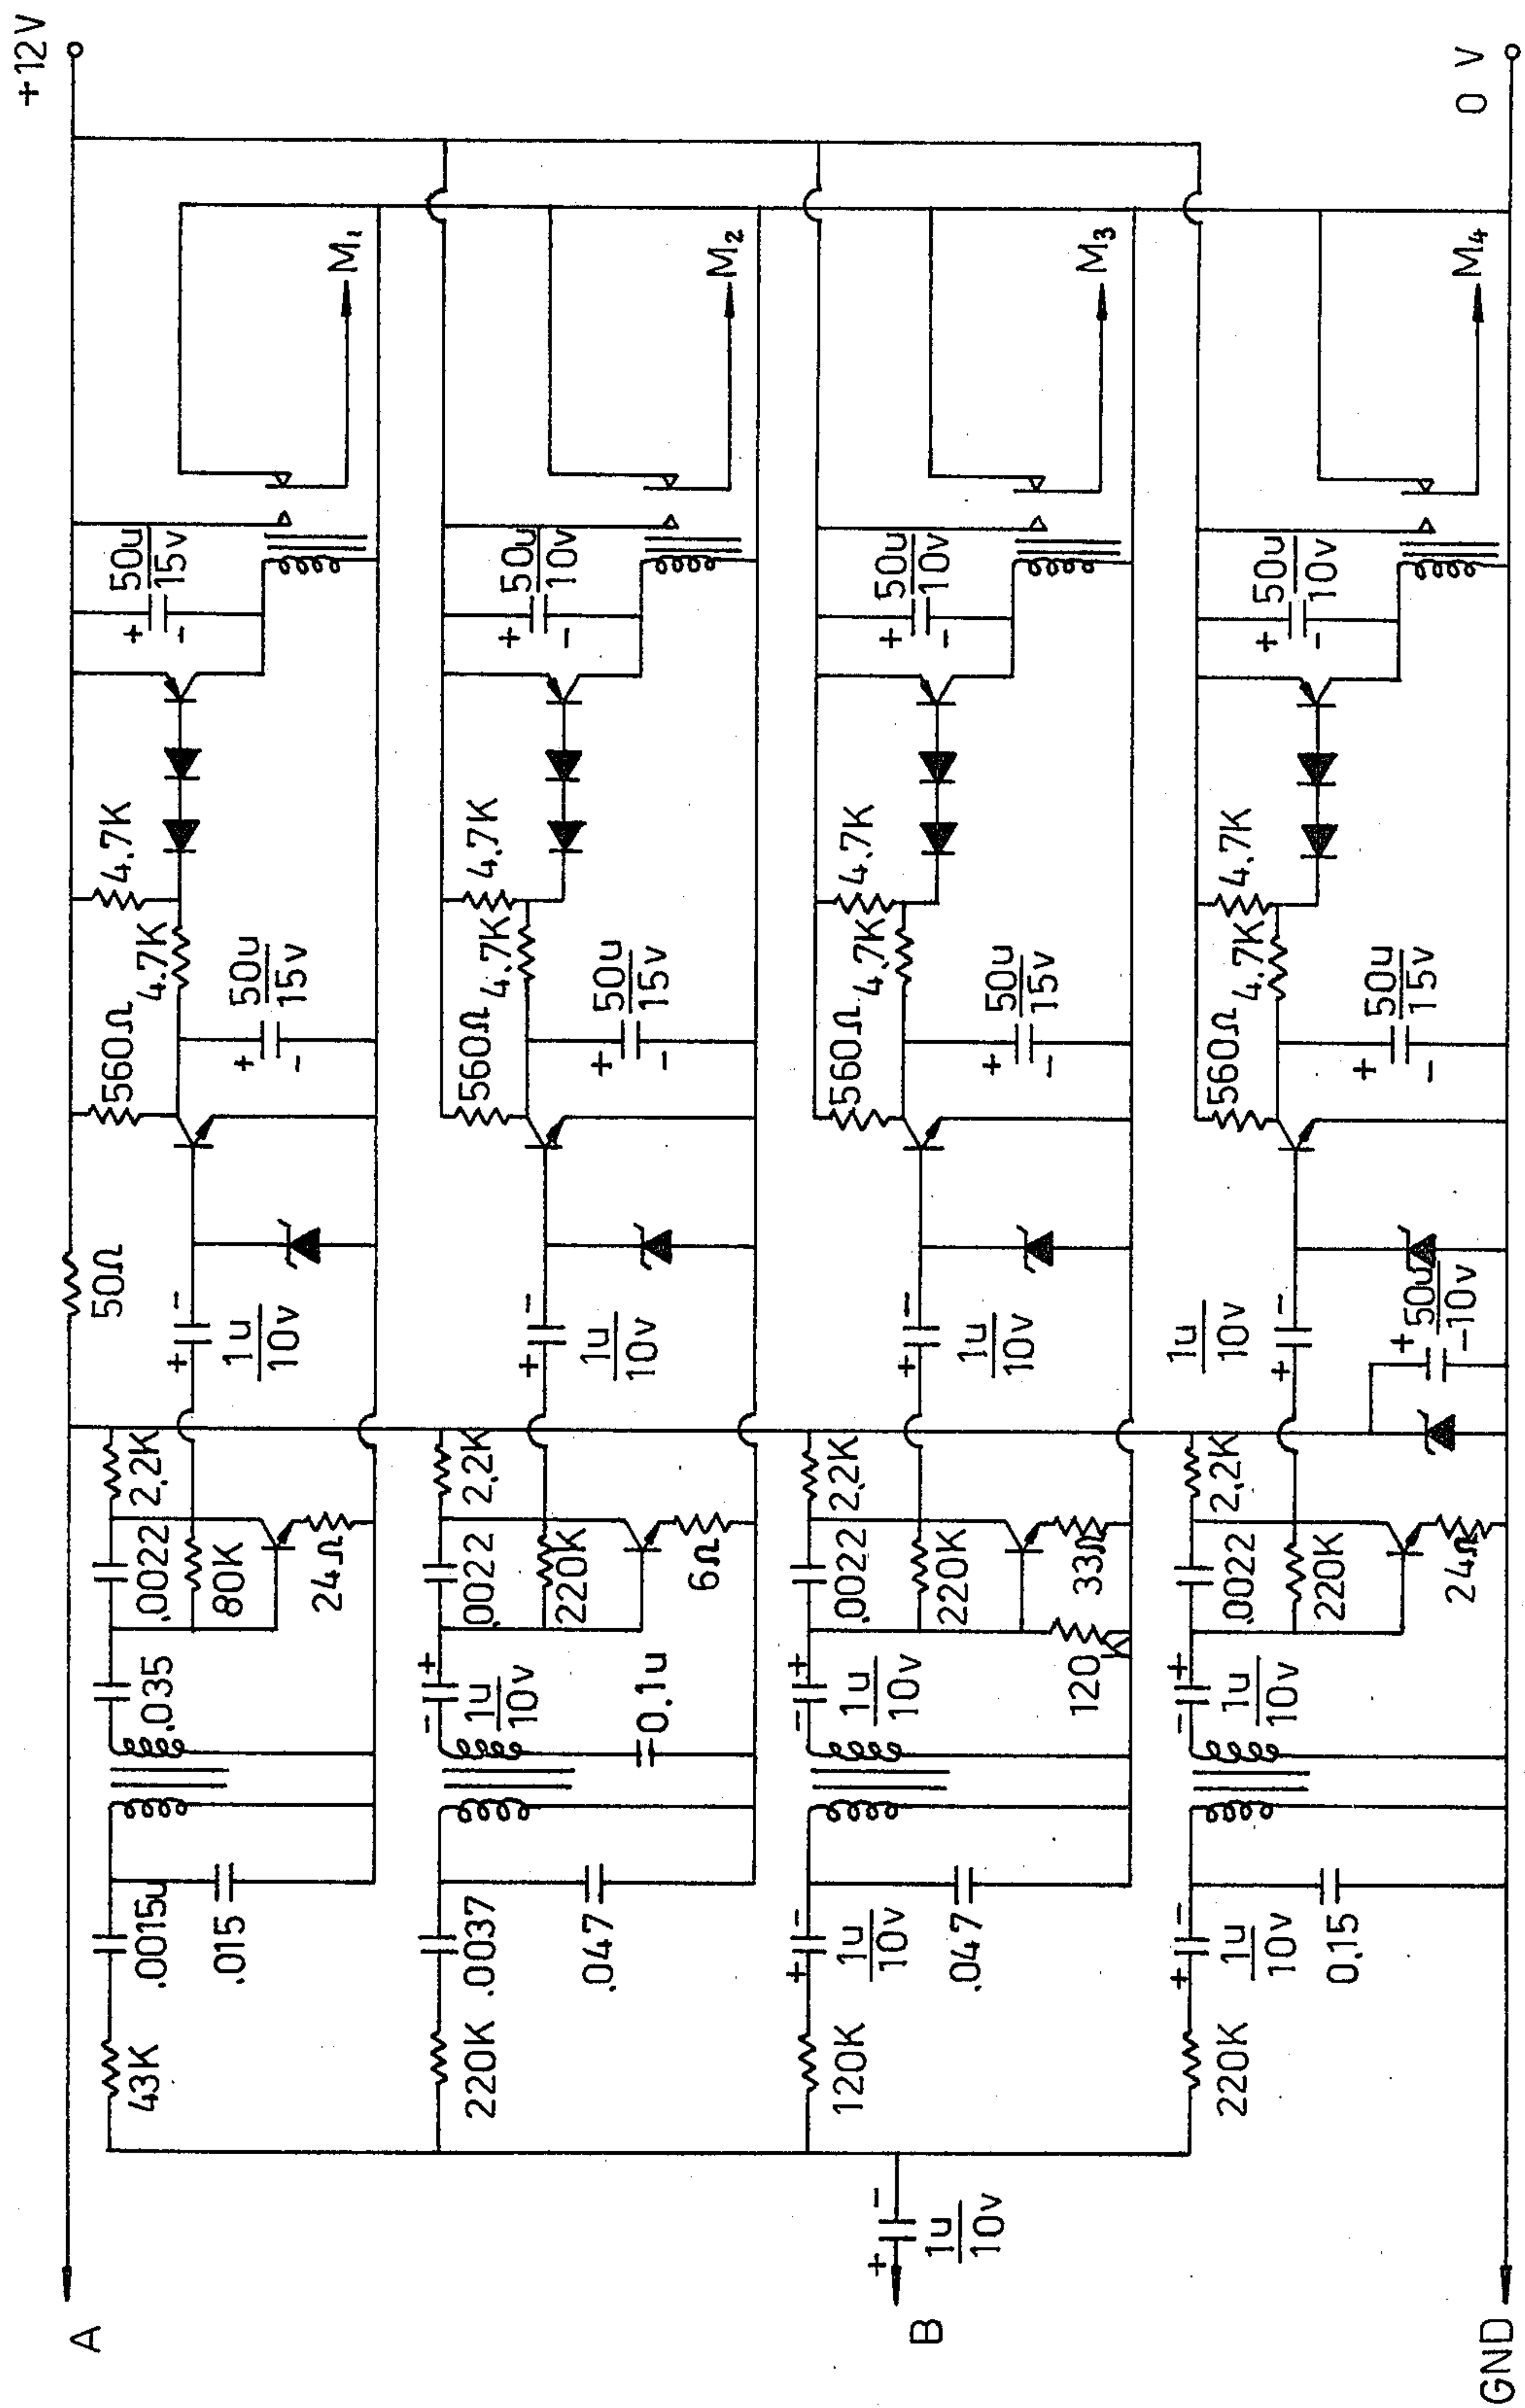 +12V
0 V
M1
M2
M3
M4
50u
15v
+
-
50u
10v
+
-
50u
10v
+
-
50u
10v
+
-
4.7K
4.7K
4.7K
4.7K
4.7K
4.7K
4.7K
4.7K
560Ω
50u
15v
+
-
560Ω
50u
15v
+
-
560Ω
50u
15v
+
-
560Ω
50u
15v
+
-
50Ω
+ -
1u
10v
+ -
1u
10v
+ -
1u
10v
+ -
1u
10v
+
50u
-10v
2.2K
2.2K
2.2K
2.2K
.0022
80K
24Ω
.0022
220K
6Ω
.0022
220K
33Ω
.0022
220K
24Ω
.035
- +
1u
10v
0.1u
- +
1u
10v
120K
- +
1u
10v
.0015u
.015
.0037
.047
+ -
1u
10v
.047
+ -
1u
10v
0.15
43K
220K
120K
220K
+ -
1u
10v
A
B
GND